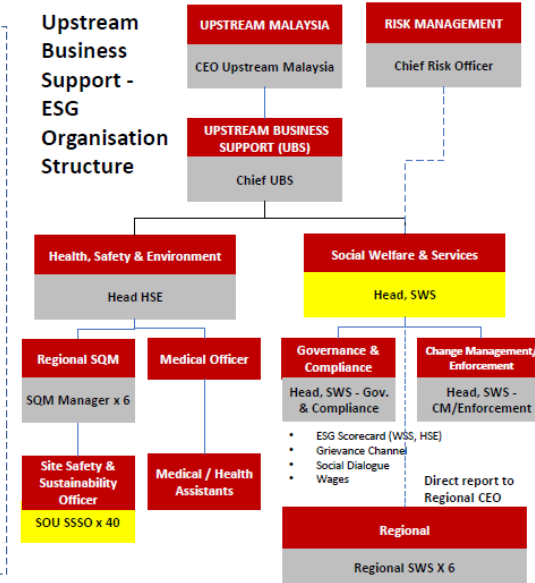 Upstream
Business
Support -
ESG
Organisation
Structure
UPSTREAM MALAYSIA
CEO Upstream Malaysia
RISK MANAGEMENT
Chief Risk Officer
UPSTREAM BUSINESS
SUPPORT (UBS)
Chief UBS
Health, Safety & Environment
Head HSE
Social Welfare & Services
Head, SWS
Regional SQM
SQM Manager x 6
Medical Officer
Governance &
Compliance
Head, SWS - Gov.
& Compliance
Change Management/
Enforcement
Head, SWS -
CM/Enforcement
• ESG Scorecard (WSS, HSE)
• Grievance Channel
• Social Dialogue
• Wages
Site Safety &
Sustainability
Officer
SOU SSSO x 40
Medical / Health
Assistants
Direct report to
Regional CEO
Regional
Regional SWS X 6